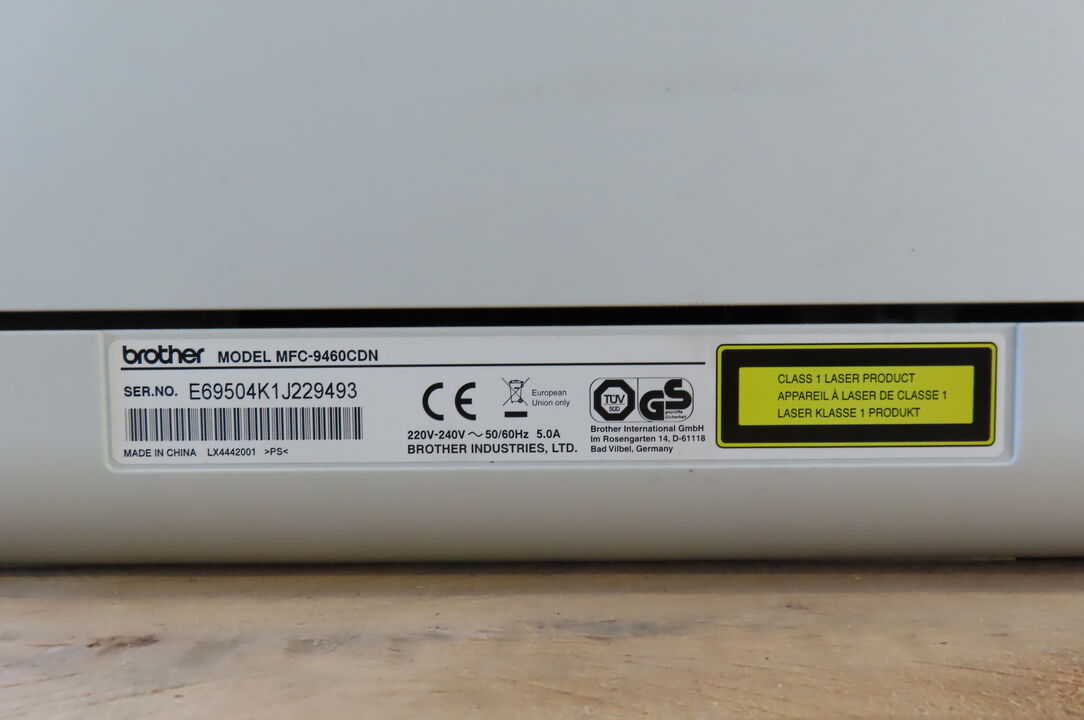 brother MODEL MFC-9460CDN
SER.NO. E69504K1J229493
MADE IN CHINA LX4442001 >PS<
CE
European
Union only
220V-240V ~ 50/60Hz 5.0A
BROTHER INDUSTRIES, LTD.
TÜV
SÜD
GS
geprüfte
Sicherheit
Brother International GmbH
Im Rosengarten 14, D-61118
Bad Vilbel, Germany
CLASS 1 LASER PRODUCT
APPAREIL À LASER DE CLASSE 1
LASER KLASSE 1 PRODUKT